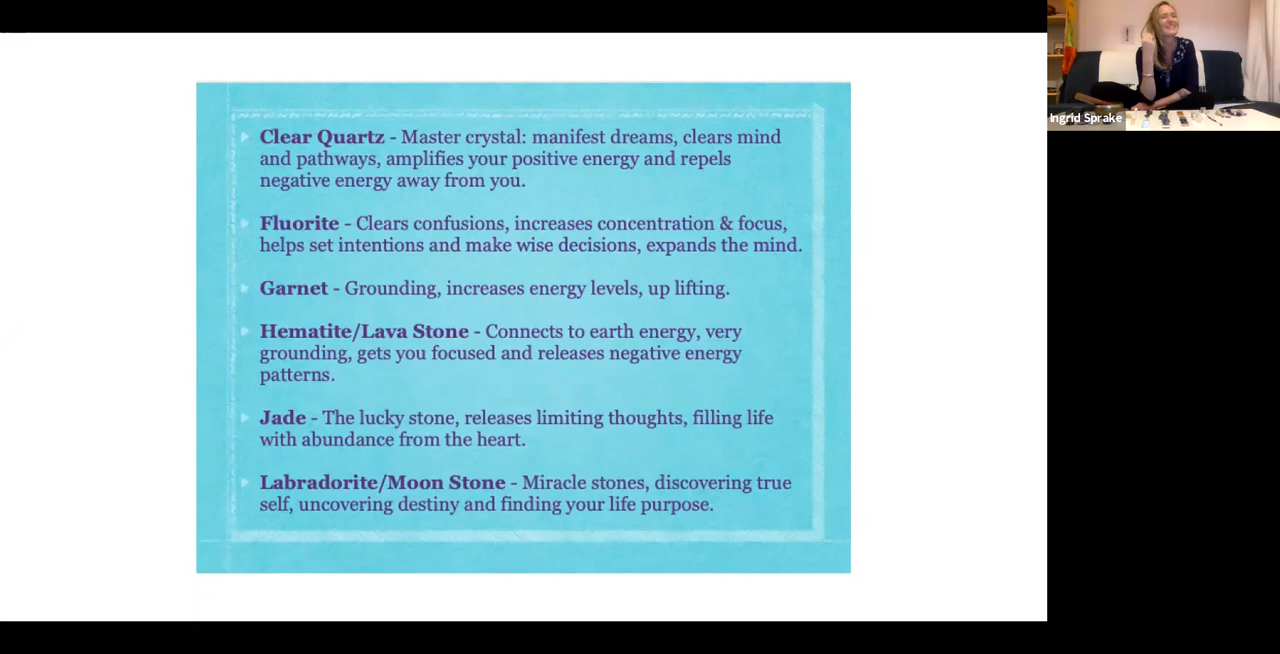 Clear Quartz - Master crystal: manifest dreams, clears mind
and pathways, amplifies your positive energy and repels
negative energy away from you.
Fluorite - Clears confusions, increases concentration & focus,
helps set intentions and make wise decisions, expands the mind.
Garnet - Grounding, increases energy levels, up lifting.
Hematite/Lava Stone - Connects to earth energy, very
grounding, gets you focused and releases negative energy
patterns.
Jade - The lucky stone, releases limiting thoughts, filling life
with abundance from the heart.
Labradorite/Moon Stone - Miracle stones, discovering true
self, uncovering destiny and finding your life purpose.
Ingrid Sprake